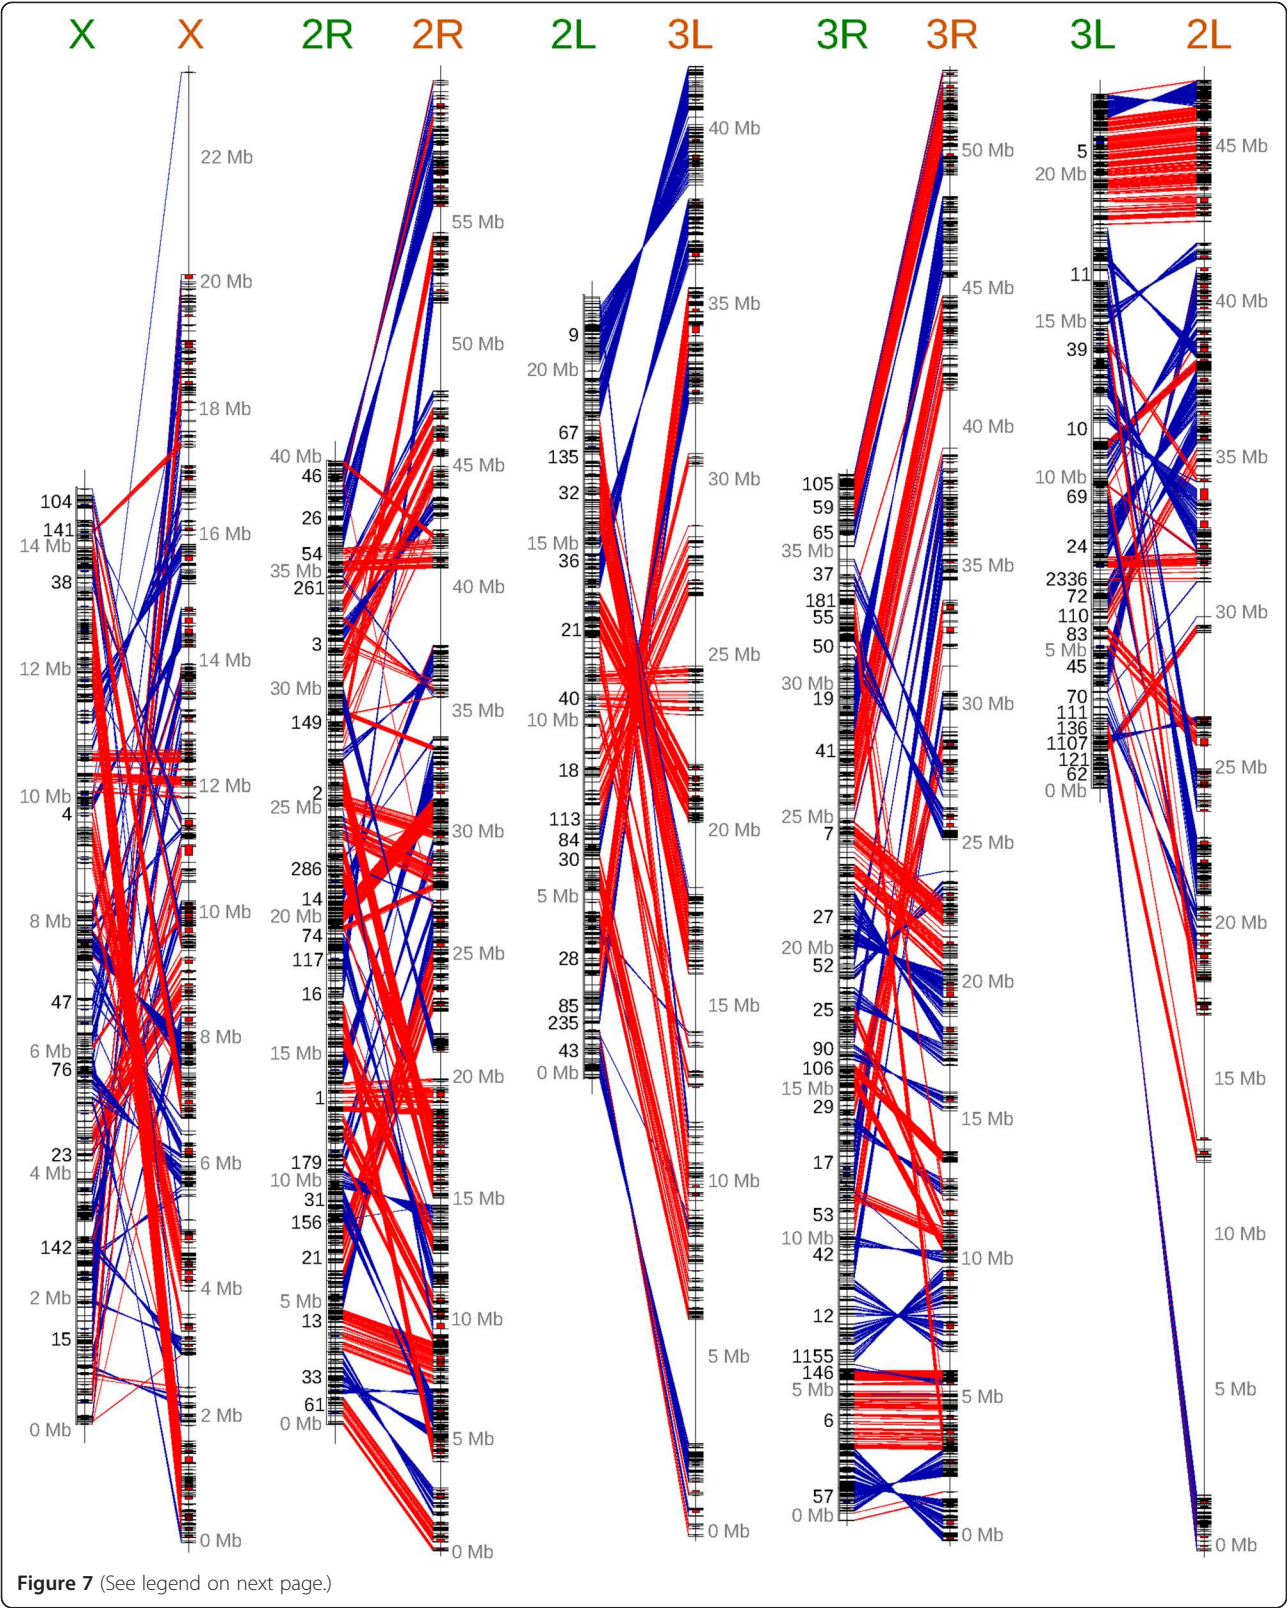 X X 2R 2R 2L 3L 3R 3R 3L 2L
104
141
14 Mb
38
12 Mb
10 Mb
4
8 Mb
47
6 Mb
76
23
4 Mb
142
2 Mb
15
0 Mb
22 Mb
20 Mb
18 Mb
16 Mb
14 Mb
12 Mb
10 Mb
8 Mb
6 Mb
4 Mb
2 Mb
0 Mb
40 Mb
46
26
54
35 Mb
261
3
30 Mb
149
2
25 Mb
286
14
20 Mb
74
117
16
15 Mb
1
179
10 Mb
31
156
21
5 Mb
13
33
61
0 Mb
55 Mb
50 Mb
45 Mb
40 Mb
35 Mb
30 Mb
25 Mb
20 Mb
15 Mb
10 Mb
5 Mb
0 Mb
9
20 Mb
67
135
32
15 Mb
36
21
40
10 Mb
18
113
84
30
5 Mb
28
85
235
43
0 Mb
40 Mb
35 Mb
30 Mb
25 Mb
20 Mb
15 Mb
10 Mb
5 Mb
0 Mb
105
59
65
35 Mb
37
181
55
50
30 Mb
19
41
25 Mb
7
27
20 Mb
52
25
90
106
15 Mb
29
17
53
10 Mb
42
12
1155
146
5 Mb
6
57
0 Mb
50 Mb
45 Mb
40 Mb
35 Mb
30 Mb
25 Mb
20 Mb
15 Mb
10 Mb
5 Mb
0 Mb
5
20 Mb
11
15 Mb
39
10
10 Mb
69
24
2336
72
110
83
5 Mb
45
70
111
136
1107
121
62
0 Mb
45 Mb
40 Mb
35 Mb
30 Mb
25 Mb
20 Mb
15 Mb
10 Mb
5 Mb
0 Mb
Figure 7 (See legend on next page.)